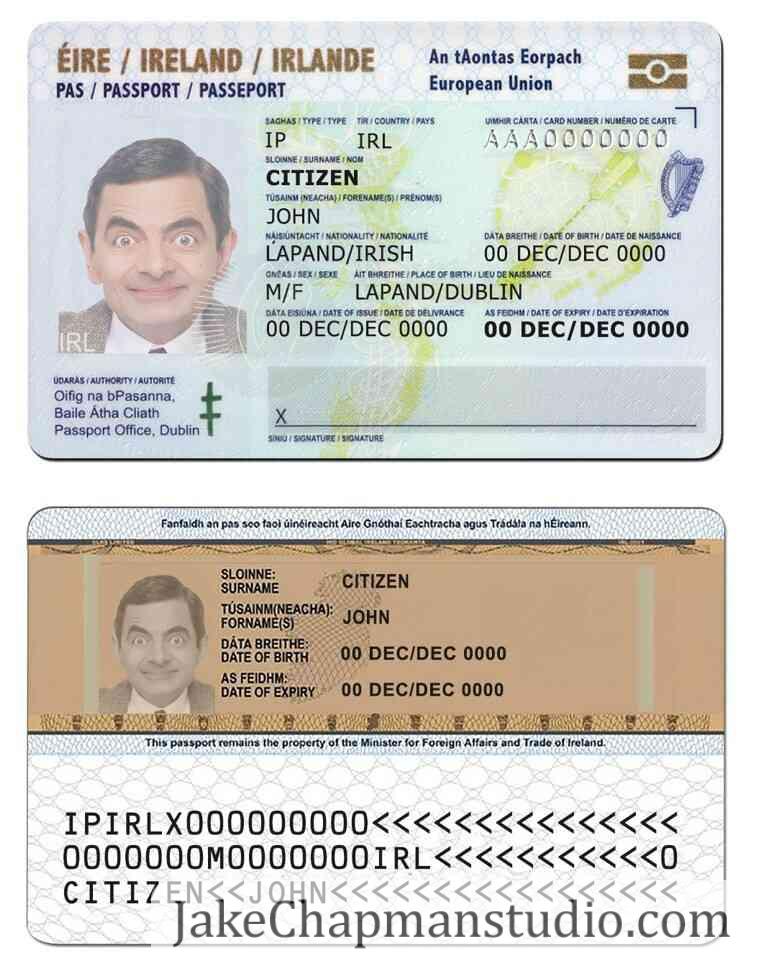 ÉIRE / IRELAND / IRLANDE
PAS / PASSPORT / PASSEPORT
An tAontas Eorpach
European Union
SAGHAS / TYPE / TYPE TÍR / COUNTRY / PAYS UIMHIR CÁRTA / CARD NUMBER / NUMÉRO DE CARTE
IP IRL AAA0000000
SLOINNE / SURNAME / NOM
CITIZEN
TÚSAINM (NEACHA) / FORENAME(S) / PRÉNOM(S)
JOHN
NÁISIÚNTACHT / NATIONALITY / NATIONALITÉ DÁTA BREITHE / DATE OF BIRTH / DATE DE NAISSANCE
LAPAND/IRISH 00 DEC/DEC 0000
GNÉAS / SEX / SEXE ÁIT BHREITHE / PLACE OF BIRTH / LIEU DE NAISSANCE
M/F LAPAND/DUBLIN
DÁTA EISIÚNA / DATE OF ISSUE / DATE DE DÉLIVRANCE AS FEIDHM / DATE OF EXPIRY / DATE D'EXPIRATION
00 DEC/DEC 0000 00 DEC/DEC 0000
IRL
ÚDARÁS / AUTHORITY / AUTORITÉ
Oifig na bPasanna,
Baile Átha Cliath
Passport Office, Dublin
X
SÍNIÚ / SIGNATURE / SIGNATURE
Fanfaidh an pas seo faoi úinéireacht Aire Gnóthaí Eachtracha agus Trádála na hÉireann.
SLOINNE:
SURNAME CITIZEN
TÚSAINM(NEACHA):
FORNAME(S) JOHN
DÁTA BREITHE:
DATE OF BIRTH 00 DEC/DEC 0000
AS FEIDHM:
DATE OF EXPIRY 00 DEC/DEC 0000
This passport remains the property of the Minister for Foreign Affairs and Trade of Ireland.
IPIRLX000000000<<<<<<<<<<<<<<<
0000000M0000000IRL<<<<<<<<<<<0
CITIZEN<<JOHN<<<<<<<<<<<<<<<<<
JakeChapmanstudio.com